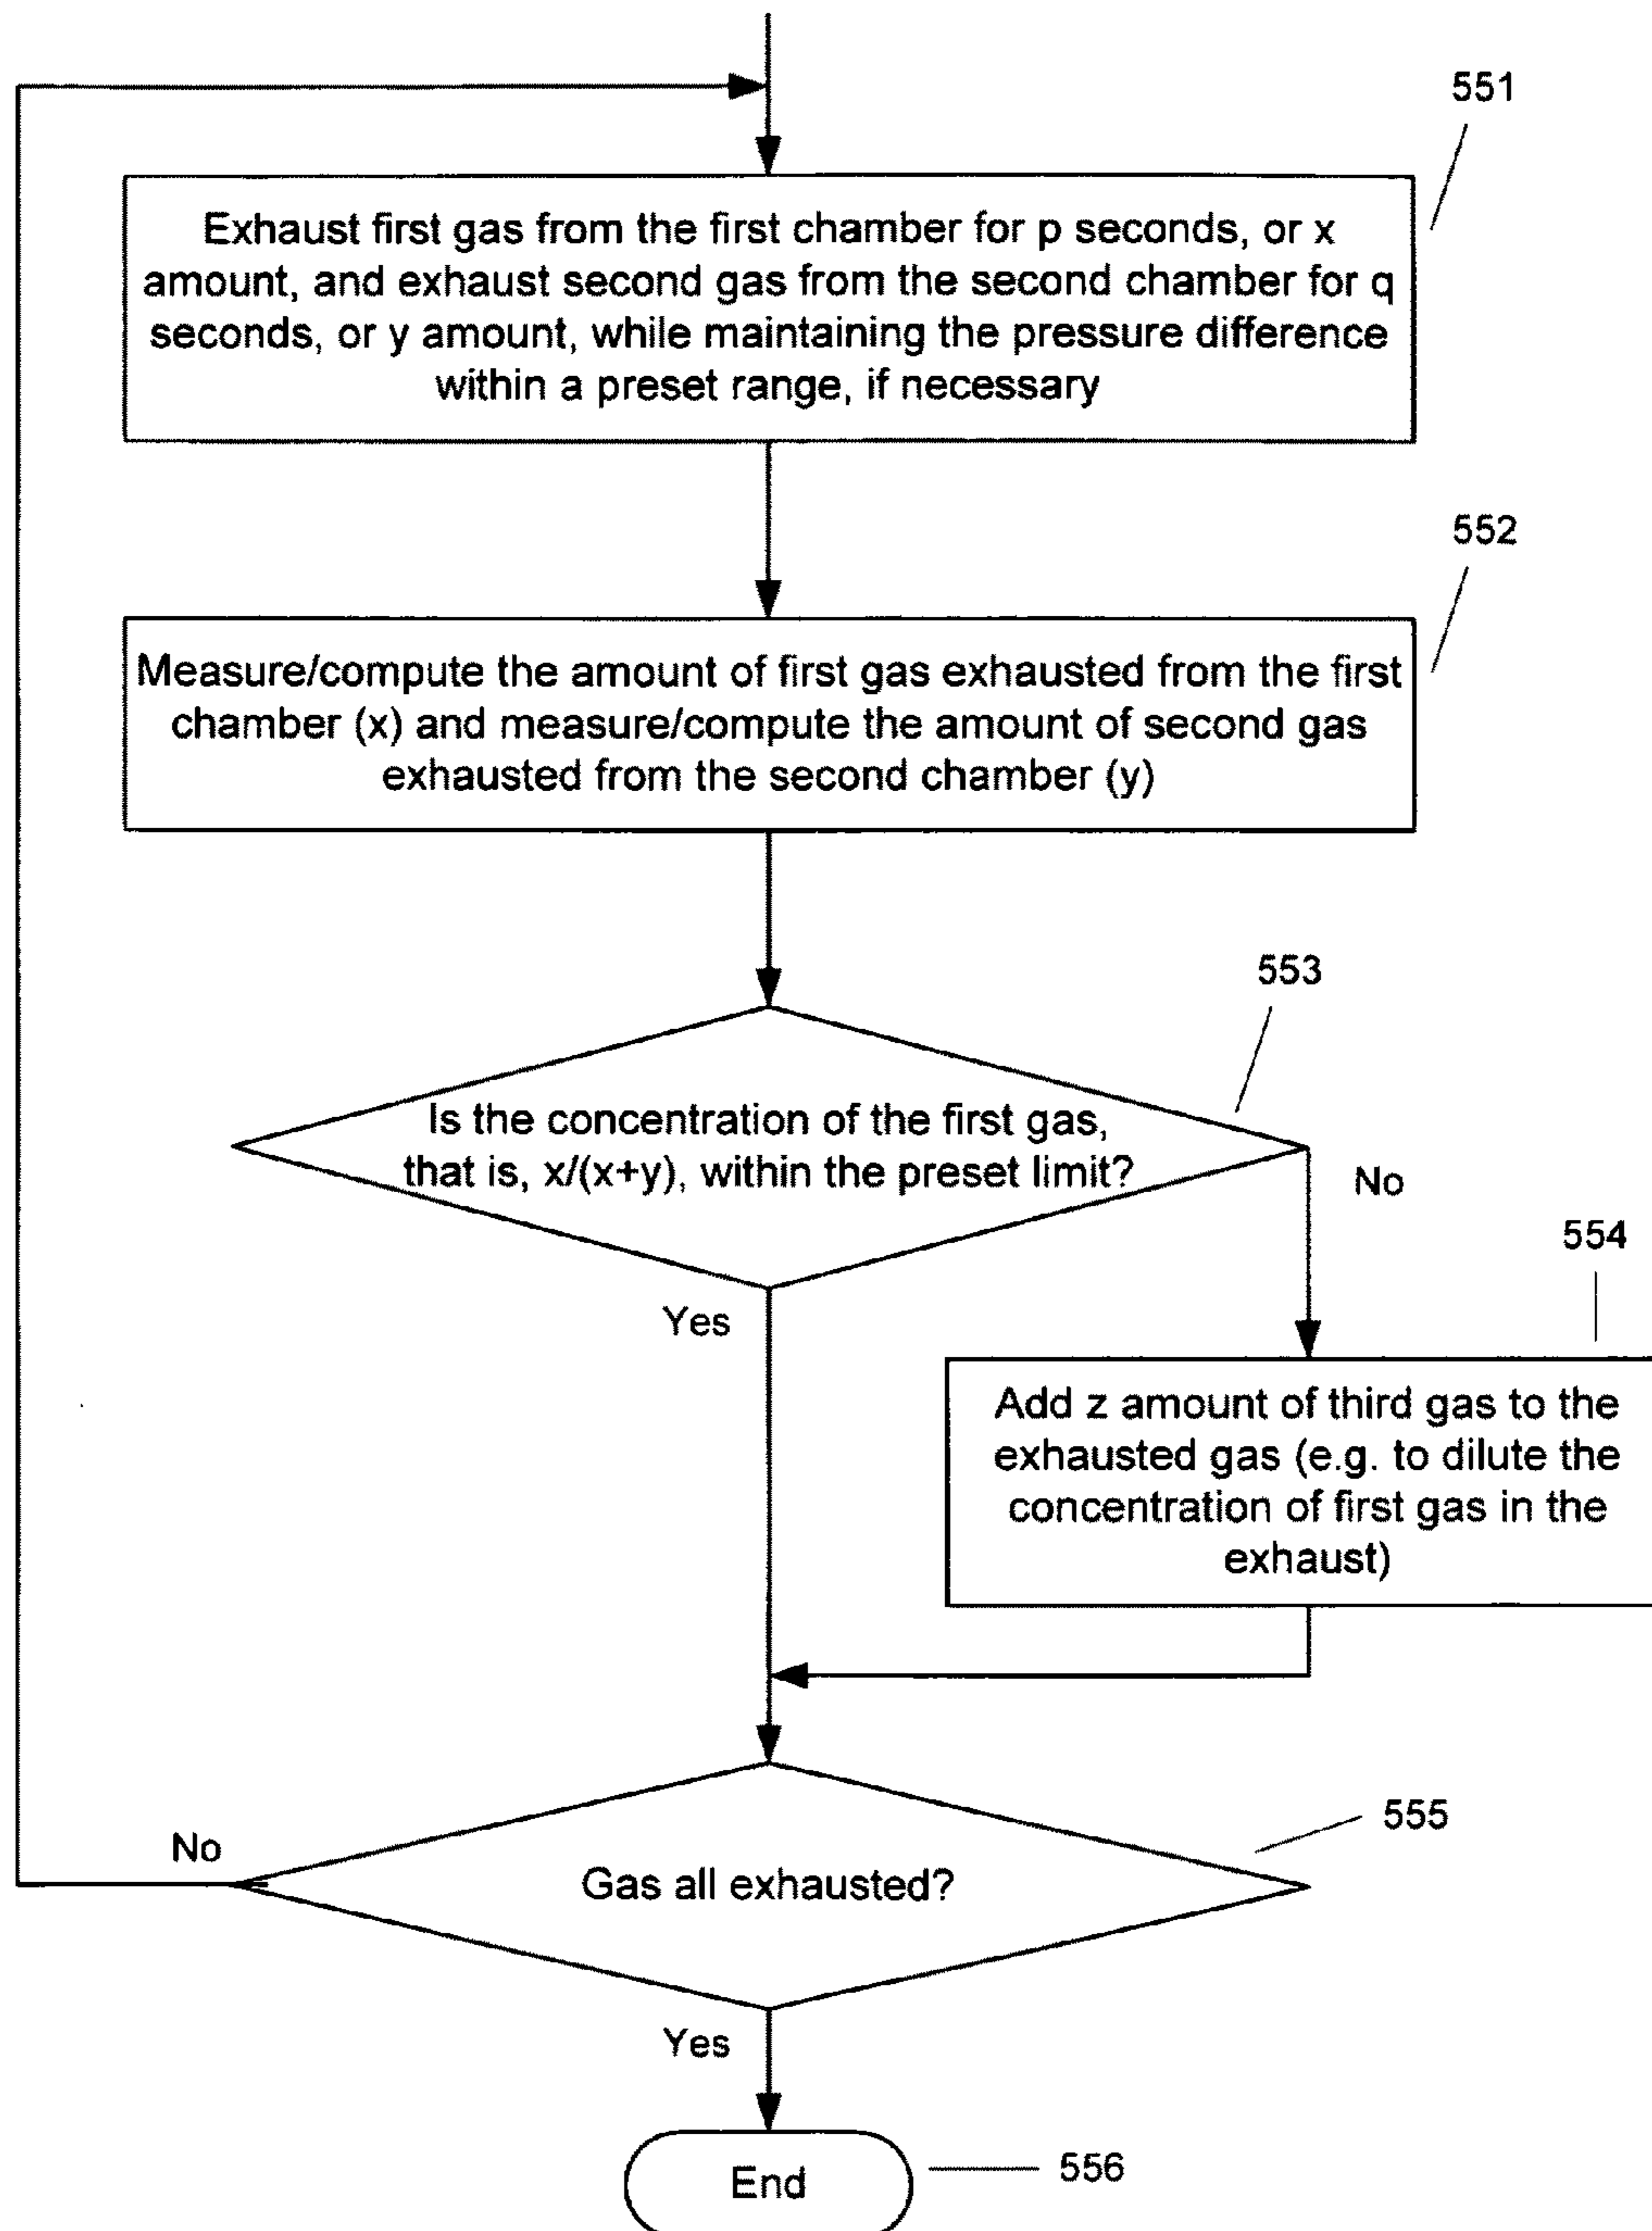 551
Exhaust first gas from the first chamber for p seconds, or x
amount, and exhaust second gas from the second chamber for q
seconds, or y amount, while maintaining the pressure difference
within a preset range, if necessary
552
Measure/compute the amount of first gas exhausted from the first
chamber (x) and measure/compute the amount of second gas
exhausted from the second chamber (y)
553
Is the concentration of the first gas,
that is, x/(x+y), within the preset limit?
No
554
Yes
Add z amount of third gas to the
exhausted gas (e.g. to dilute the
concentration of first gas in the
exhaust)
555
No
Gas all exhausted?
Yes
End
556